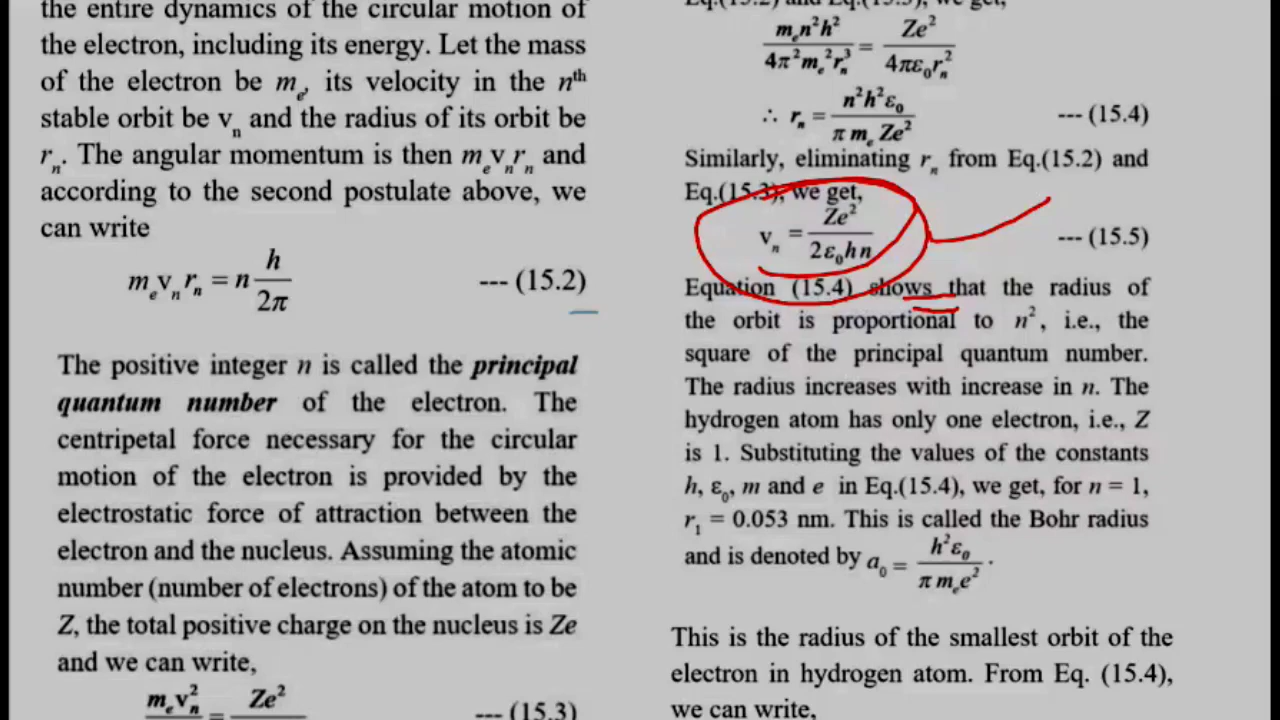 the entire dynamics of the circular motion of
the electron, including its energy. Let the mass
of the electron be mₑ, its velocity in the nᵗʰ
stable orbit be vₙ and the radius of its orbit be
rₙ. The angular momentum is then mₑvₙrₙ and
according to the second postulate above, we
can write
mₑvₙrₙ = n h/2π --- (15.2)
The positive integer n is called the principal
quantum number of the electron. The
centripetal force necessary for the circular
motion of the electron is provided by the
electrostatic force of attraction between the
electron and the nucleus. Assuming the atomic
number (number of electrons) of the atom to be
Z, the total positive charge on the nucleus is Ze
and we can write,
mₑvₙ² = Ze² --- (15.3)
we get,
mₑn²h²/4π²mₑ²rₙ³ = Ze²/4πε₀rₙ²
∴ rₙ = n²h²ε₀/π mₑ Ze² --- (15.4)
Similarly, eliminating rₙ from Eq.(15.2) and
Eq.(15.3), we get,
vₙ = Ze²/2ε₀hn --- (15.5)
Equation (15.4) shows that the radius of
the orbit is proportional to n², i.e., the
square of the principal quantum number.
The radius increases with increase in n. The
hydrogen atom has only one electron, i.e., Z
is 1. Substituting the values of the constants
h, ε₀, m and e in Eq.(15.4), we get, for n = 1,
r₁ = 0.053 nm. This is called the Bohr radius
and is denoted by a₀ = h²ε₀/π mₑe² .
This is the radius of the smallest orbit of the
electron in hydrogen atom. From Eq. (15.4),
we can write,